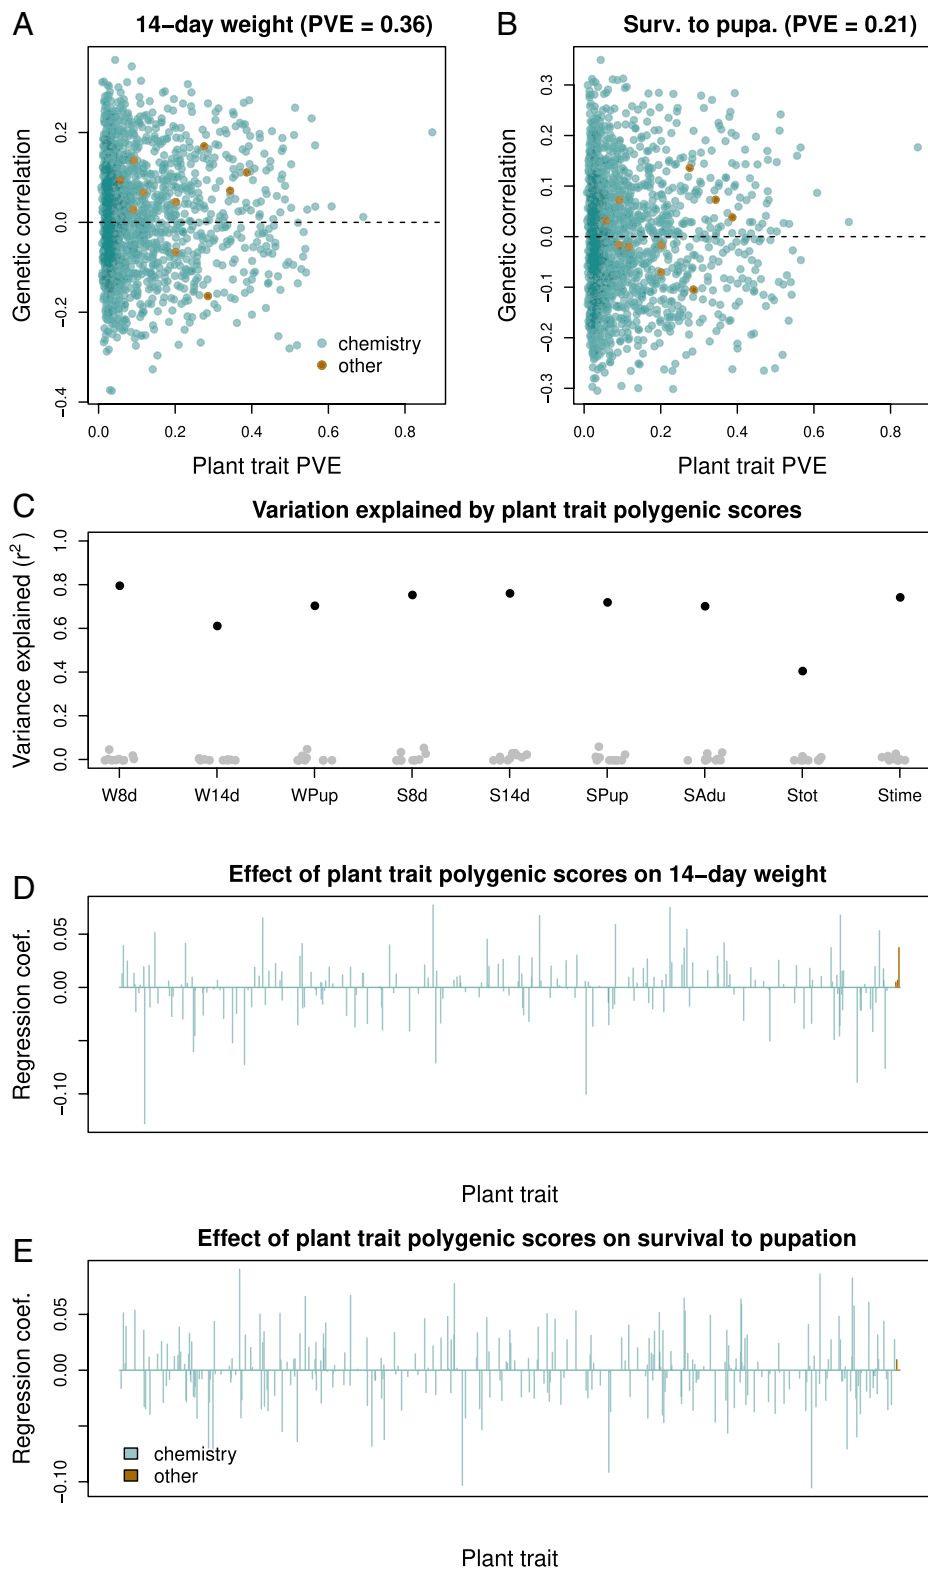 A
14−day weight (PVE = 0.36)
Genetic correlation
0.2
0.0
−0.2
−0.4
chemistry
other
0.0 0.2 0.4 0.6 0.8
Plant trait PVE
B
Surv. to pupa. (PVE = 0.21)
Genetic correlation
0.3
0.2
0.1
0.0
−0.1
−0.2
−0.3
0.0 0.2 0.4 0.6 0.8
Plant trait PVE
C
Variation explained by plant trait polygenic scores
Variance explained (r²)
1.0
0.8
0.6
0.4
0.2
0.0
W8d W14d WPup S8d S14d SPup SAdu Stot Stime
D
Effect of plant trait polygenic scores on 14−day weight
Regression coef.
0.05
0.00
−0.10
Plant trait
E
Effect of plant trait polygenic scores on survival to pupation
Regression coef.
0.05
0.00
−0.10
chemistry
other
Plant trait